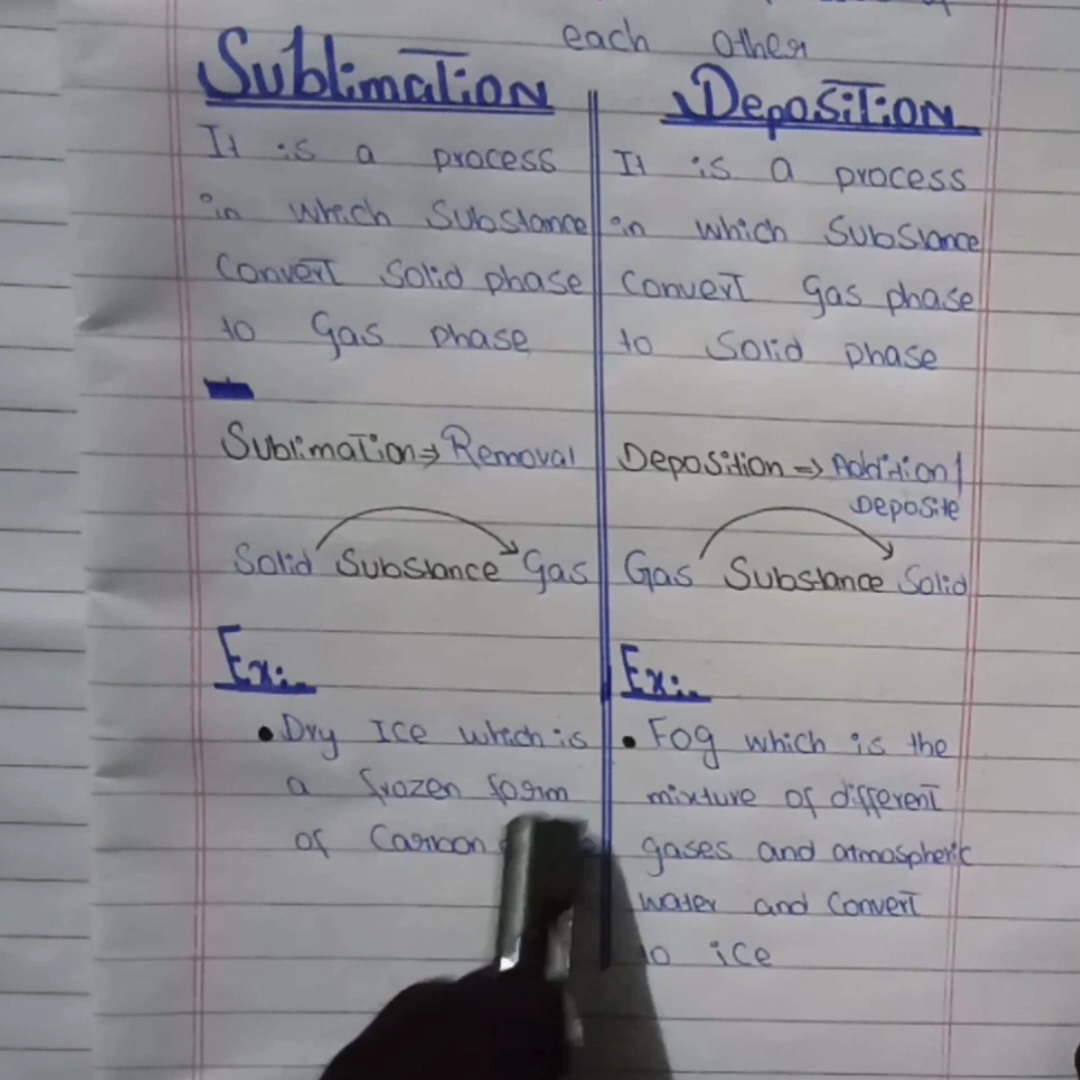 each other
Sublimation
It is a process
in which Substance
Convert Solid phase
to Gas phase
Sublimation ⇒ Removal
Solid Substance Gas
Ex:-
• Dry Ice which is
a frozen form
of Carbon
Deposition
It is a process
in which Substance
Convert Gas phase
to Solid phase
Deposition ⇒ Addition/
Deposite
Gas Substance Solid
Ex:-
• Fog which is the
mixture of different
gases and atmospheric
water and Convert
to ice